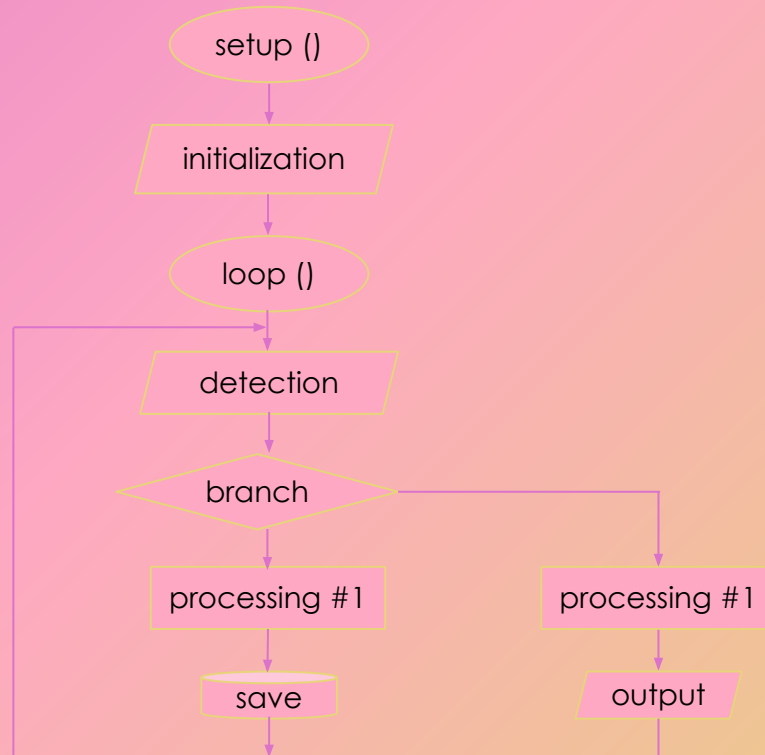 setup ()
initialization
loop ()
detection
branch
processing #1
processing #1
save
output